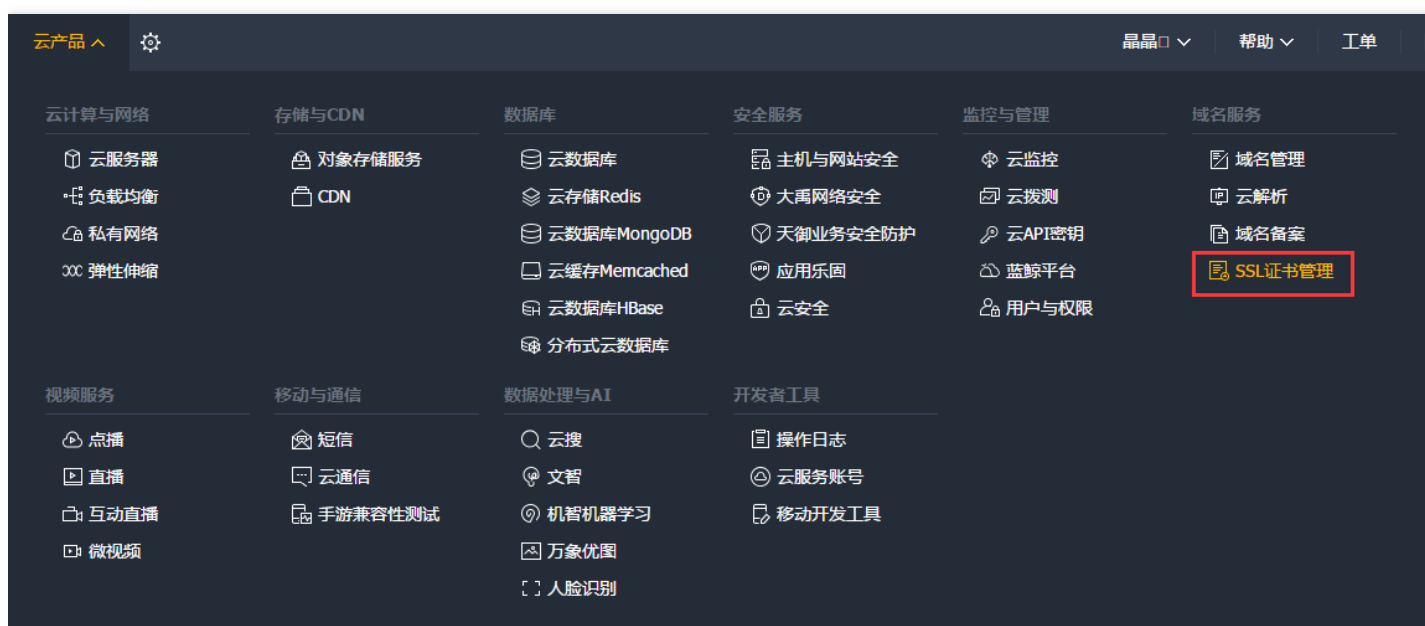 云产品
晶晶
帮助
工单
云计算与网络
云服务器
负载均衡
私有网络
弹性伸缩
存储与CDN
对象存储服务
CDN
数据库
云数据库
云存储Redis
云数据库MongoDB
云缓存Memcached
云数据库HBase
分布式云数据库
安全服务
主机与网站安全
大禹网络安全
天御业务安全防护
应用乐固
云安全
监控与管理
云监控
云拨测
云API密钥
蓝鲸平台
用户与权限
域名服务
域名管理
云解析
域名备案
SSL证书管理
视频服务
点播
直播
互动直播
微视频
移动与通信
短信
云通信
手游兼容性测试
数据处理与AI
云搜
文智
机智机器学习
万象优图
人脸识别
开发者工具
操作日志
云服务账号
移动开发工具